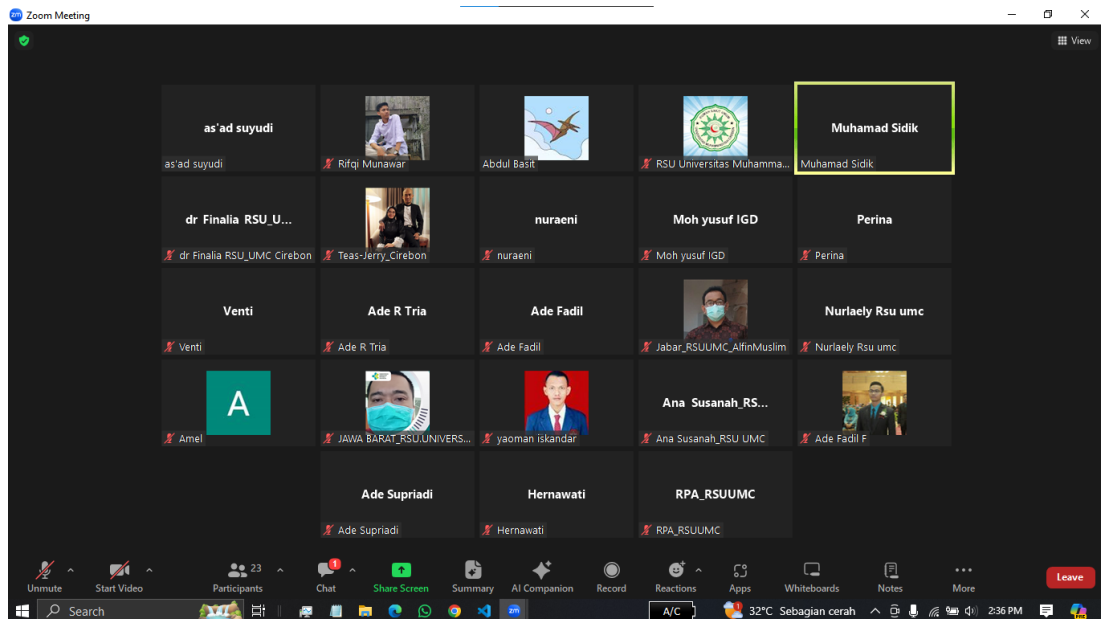 Zoom Meeting
View
as'ad suyudi
as'ad suyudi
Rifqi Munawar
Abdul Basit
RSU Universitas Muhamma...
Muhamad Sidik
Muhamad Sidik
dr Finalia RSU_U...
dr Finalia RSU_UMC Cirebon
Teas-Jerry_Cirebon
nuraeni
nuraeni
Moh yusuf IGD
Moh yusuf IGD
Perina
Perina
Venti
Venti
Ade R Tria
Ade R Tria
Ade Fadil
Ade Fadil
Jabar_RSUUMC_AlfinMuslim
Nurlaely Rsu umc
Nurlaely Rsu umc
A
Amel
JAWA BARAT_RSU.UNIVERS...
yaoman iskandar
Ana Susanah_RS...
Ana Susanah_RSU UMC
Ade Fadil F
Ade Supriadi
Ade Supriadi
Hernawati
Hernawati
RPA_RSUUMC
RPA_RSUUMC
Unmute
Start Video
23
Participants
1
Chat
Share Screen
Summary
AI Companion
Record
Reactions
Apps
Whiteboards
Notes
More
Leave
Search
zm
A/C
32°C Sebagian cerah
2:36 PM